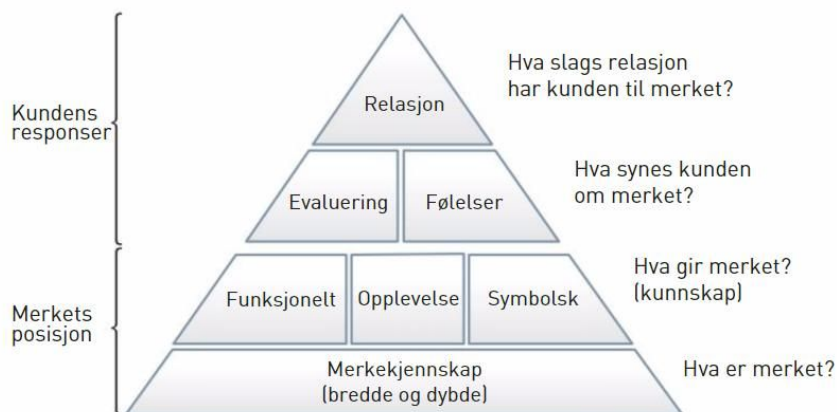 Hva slags relasjon
har kunden til merket?
Relasjon
Kundens
responser
Hva synes kunden
om merket?
Evaluering
Følelser
Hva gir merket?
(kunnskap)
Funksjonelt
Opplevelse
Symbolsk
Merkets
posisjon
Merkekjennskap
(bredde og dybde)
Hva er merket?